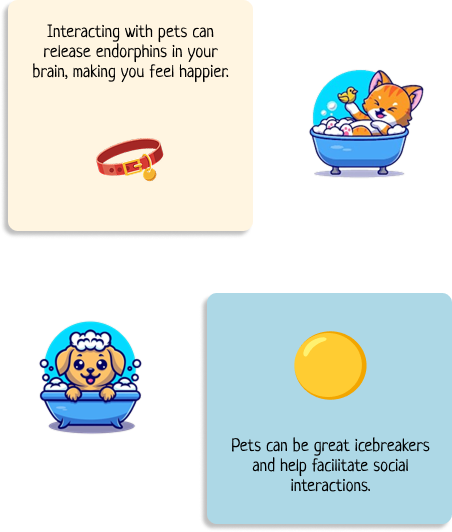 Interacting with pets can
release endorphins in your
brain, making you feel happier.
Pets can be great icebreakers
and help facilitate social
interactions.